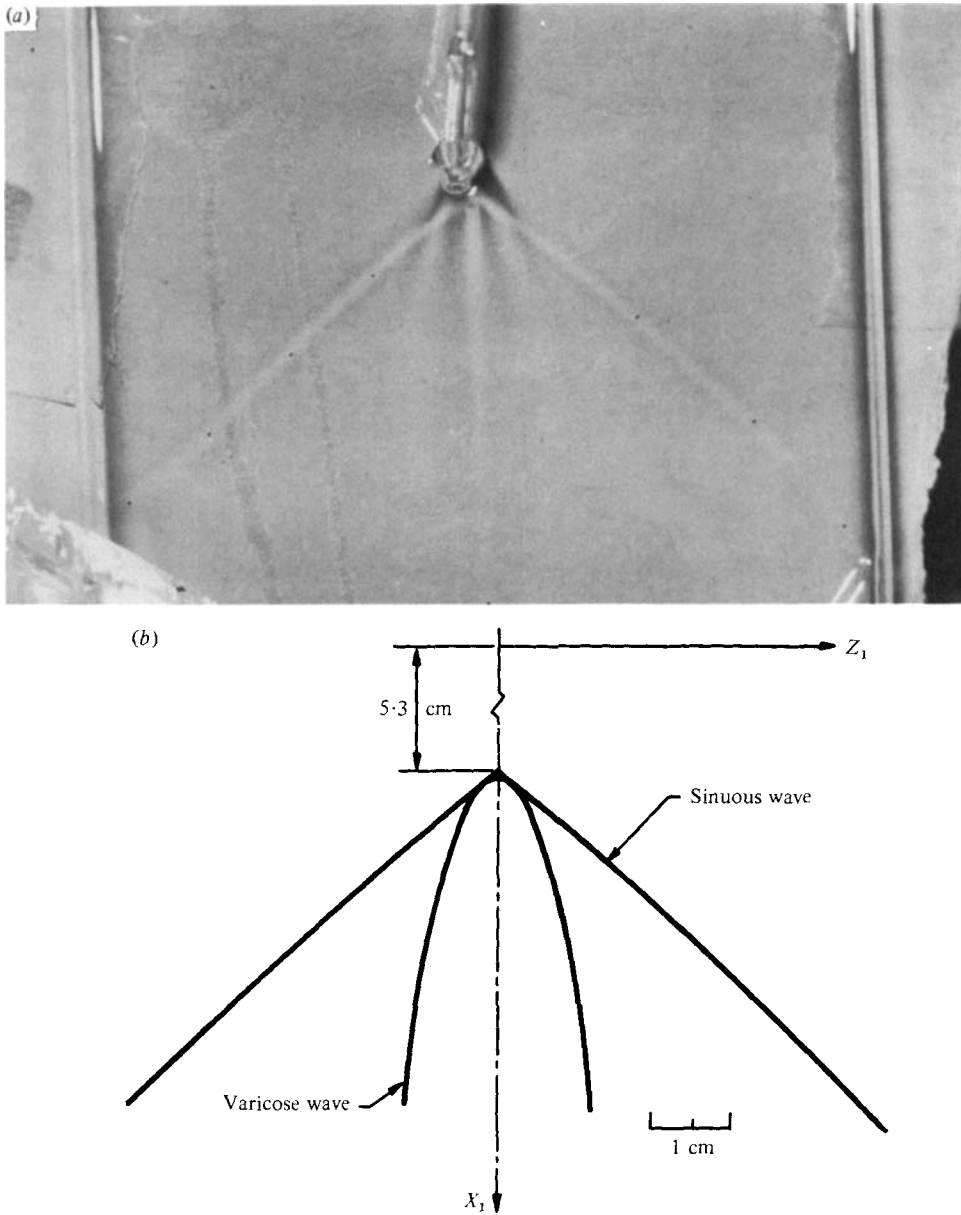 (a)
(b)
Z₁
5·3 cm
Sinuous wave
Varicose wave
1 cm
X₁